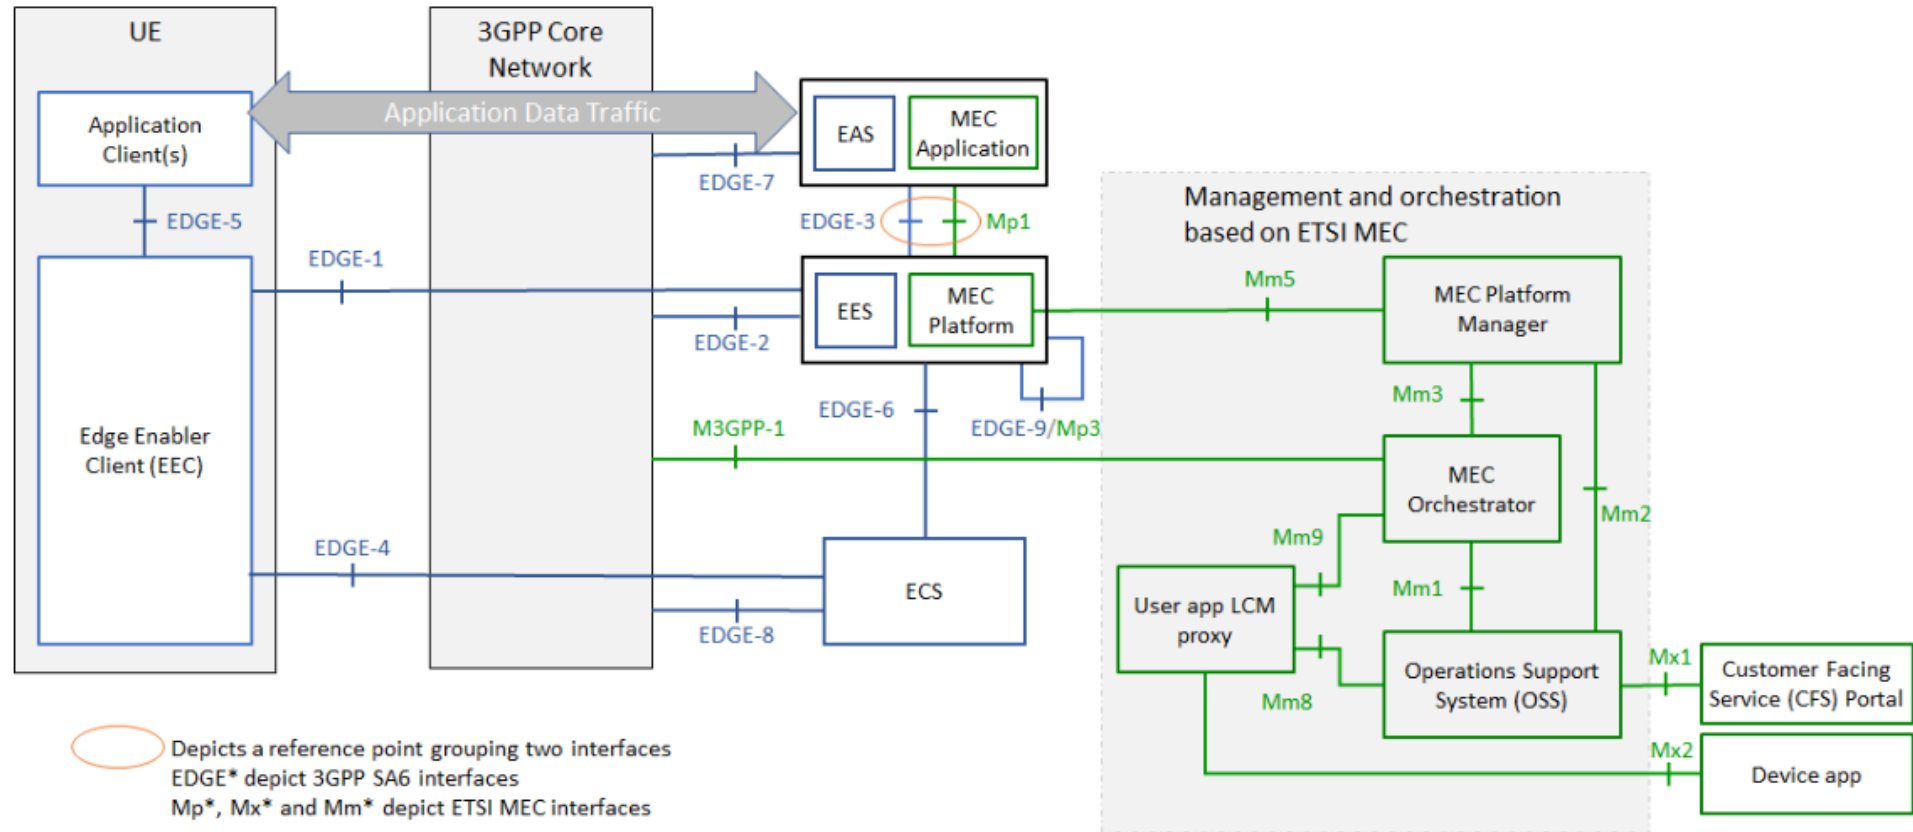 UE
3GPP Core
Network
Application Data Traffic
Application
Client(s)
EAS
MEC
Application
EDGE-7
EDGE-5
EDGE-3
Mp1
Management and orchestration
based on ETSI MEC
EDGE-1
Mm5
EES
MEC
Platform
MEC Platform
Manager
EDGE-2
Mm3
EDGE-6
M3GPP-1
EDGE-9/Mp3
Edge Enabler
Client (EEC)
MEC
Orchestrator
Mm2
Mm9
EDGE-4
Mm1
ECS
User app LCM
proxy
EDGE-8
Mx1
Operations Support
System (OSS)
Customer Facing
Service (CFS) Portal
Mm8
Mx2
Device app
Depicts a reference point grouping two interfaces
EDGE* depict 3GPP SA6 interfaces
Mp*, Mx* and Mm* depict ETSI MEC interfaces